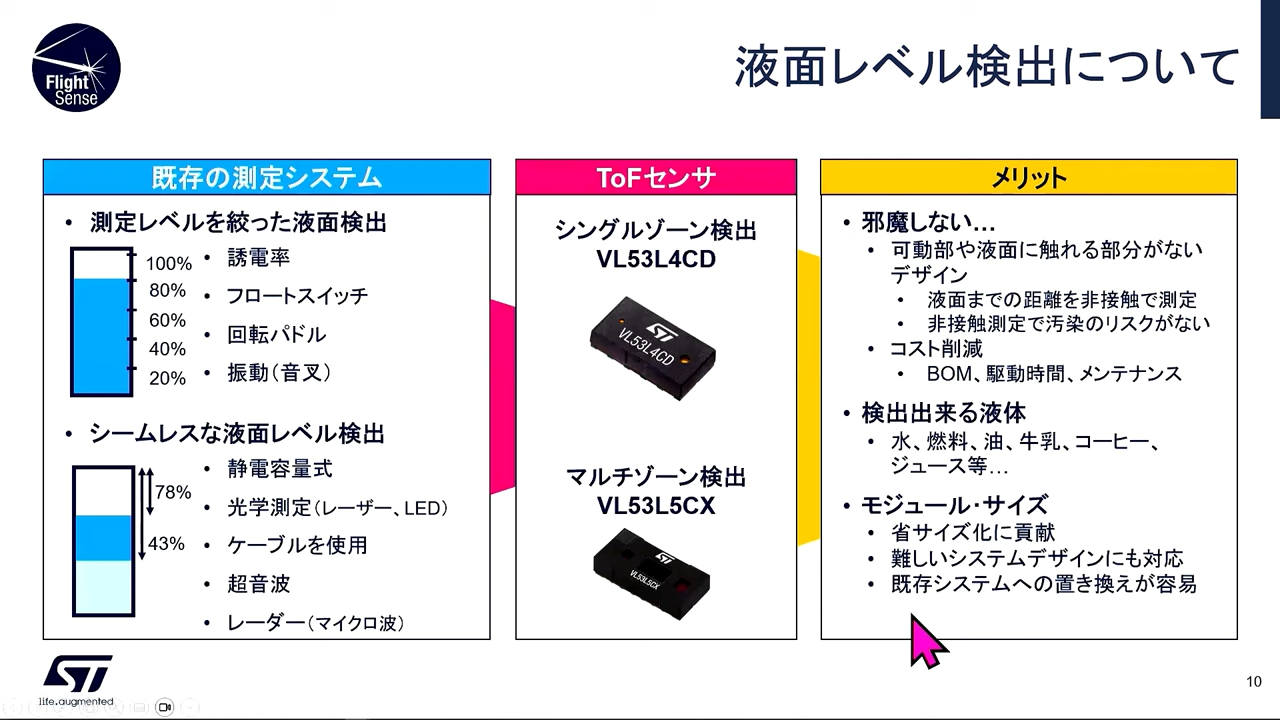 Flight
Sense
液面レベル検出について
既存の測定システム
• 測定レベルを絞った液面検出
100%
80%
60%
40%
20%
• 誘電率
• フロートスイッチ
• 回転パドル
• 振動（音叉）
• シームレスな液面レベル検出
78%
43%
• 静電容量式
• 光学測定（レーザー、LED）
• ケーブルを使用
• 超音波
• レーダー（マイクロ波）
ToFセンサ
シングルゾーン検出
VL53L4CD
ST
VL53L4CD
マルチゾーン検出
VL53L5CX
ST
VL53L5CX
メリット
• 邪魔しない…
• 可動部や液面に触れる部分がない
デザイン
• 液面までの距離を非接触で測定
• 非接触測定で汚染のリスクがない
• コスト削減
• BOM、駆動時間、メンテナンス
• 検出出来る液体
• 水、燃料、油、牛乳、コーヒー、
ジュース等…
• モジュール・サイズ
• 省サイズ化に貢献
• 難しいシステムデザインにも対応
• 既存システムへの置き換えが容易
ST
life.augmented
10